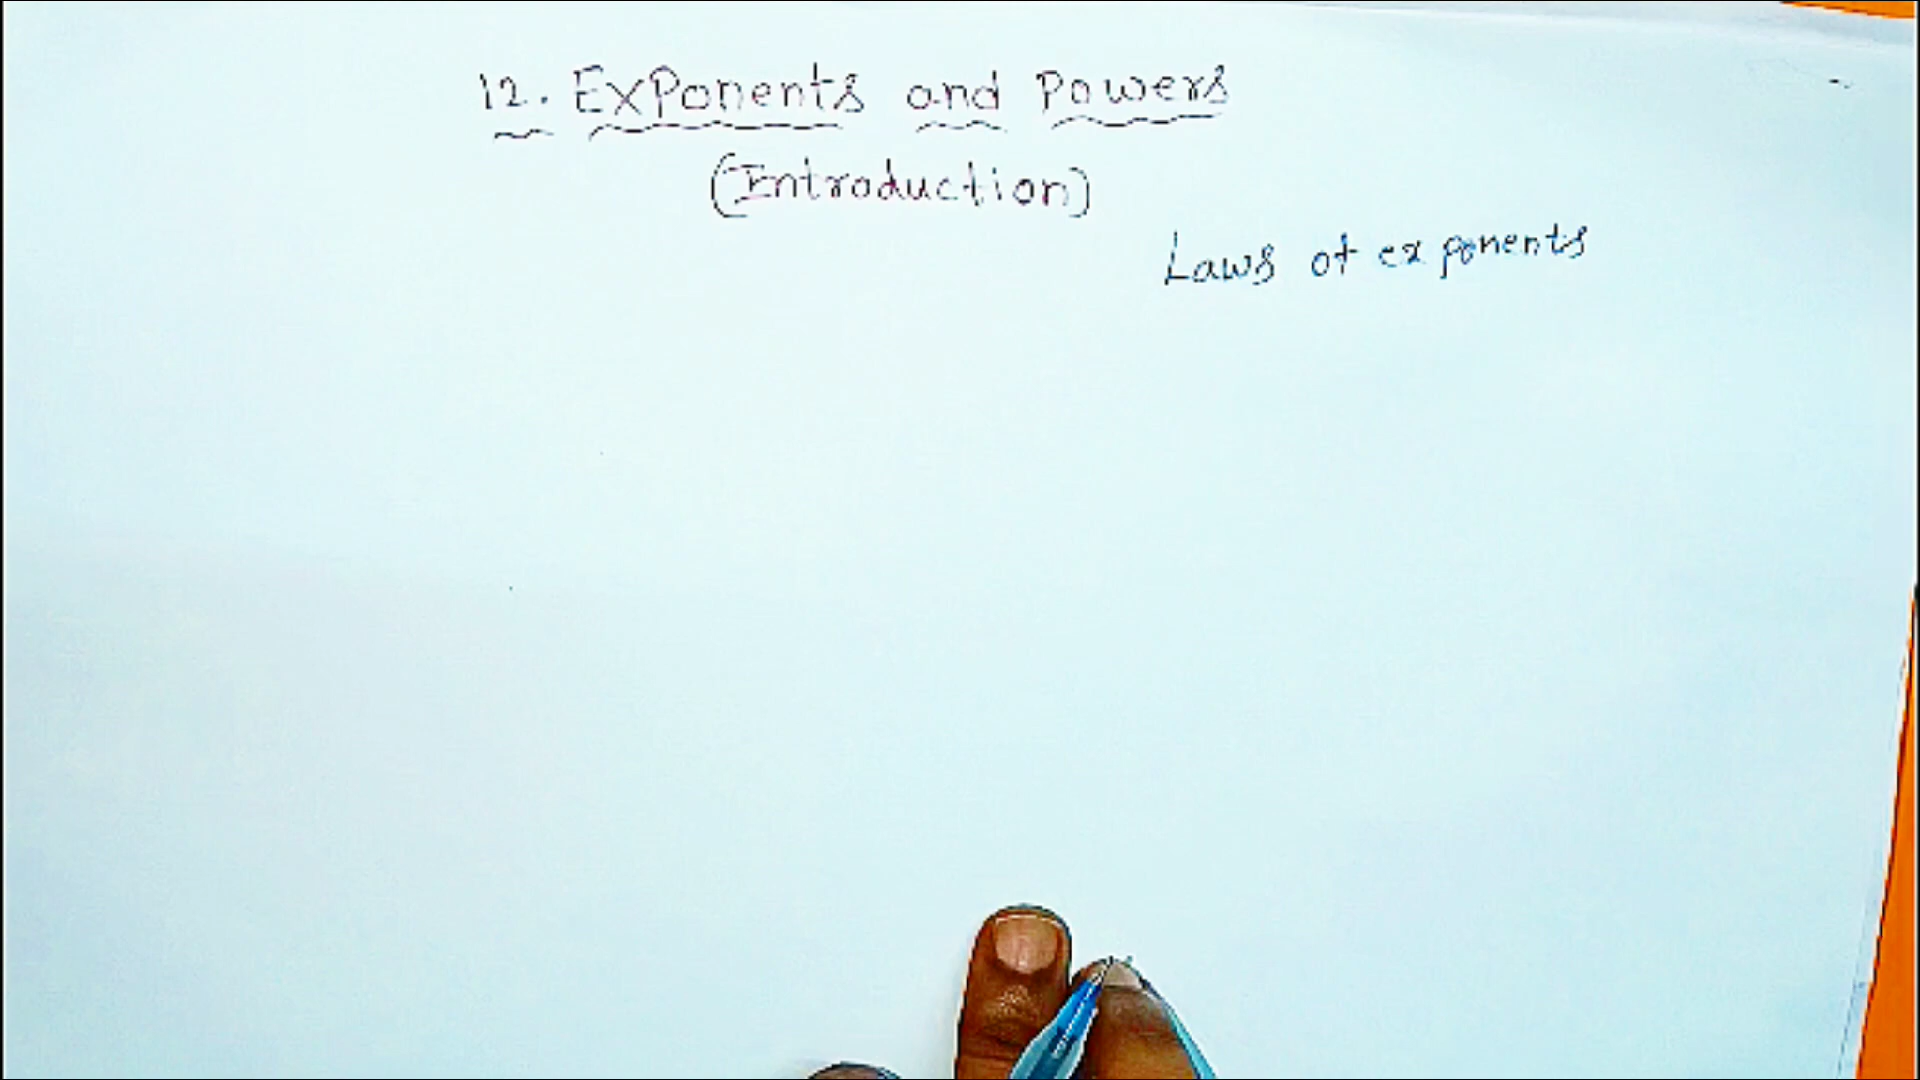 12. Exponents and Powers
(Introduction)
Laws of exponents